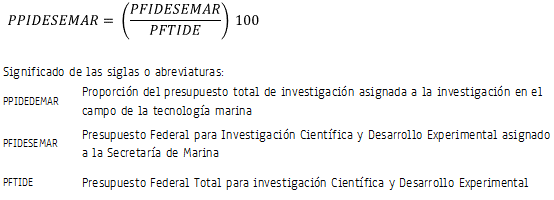 PPIDESEMAR = (PFIDESEMAR / PFTIDE) 100
Significado de las siglas o abreviaturas:
PPIDEDEMAR Proporción del presupuesto total de investigación asignada a la investigación en el
campo de la tecnología marina
PFIDESEMAR Presupuesto Federal para Investigación Científica y Desarrollo Experimental asignado
a la Secretaría de Marina
PFTIDE Presupuesto Federal Total para investigación Científica y Desarrollo Experimental